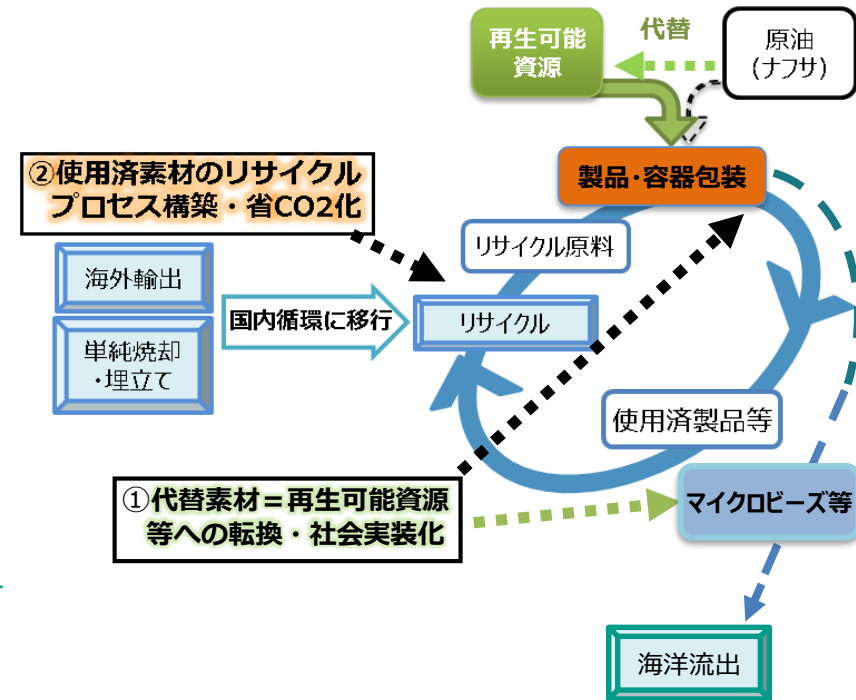 再生可能
資源
代替
原油
(ナフサ)
製品・容器包装
②使用済素材のリサイクル
プロセス構築・省CO2化
リサイクル原料
海外輸出
国内循環に移行
リサイクル
単純焼却
・埋立て
使用済製品等
①代替素材＝再生可能資源
等への転換・社会実装化
マイクロビーズ等
海洋流出